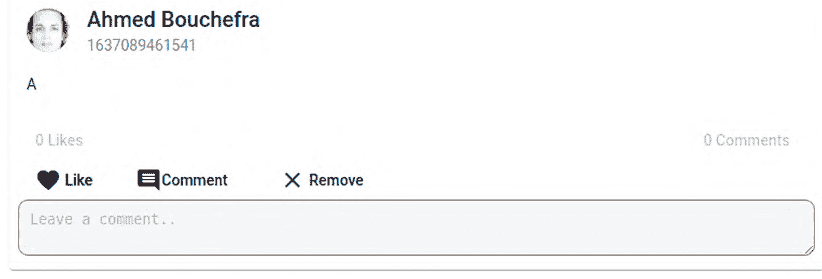 Ahmed Bouchefra
1637089461541
A
0 Likes 0 Comments
Like Comment Remove
Leave a comment..